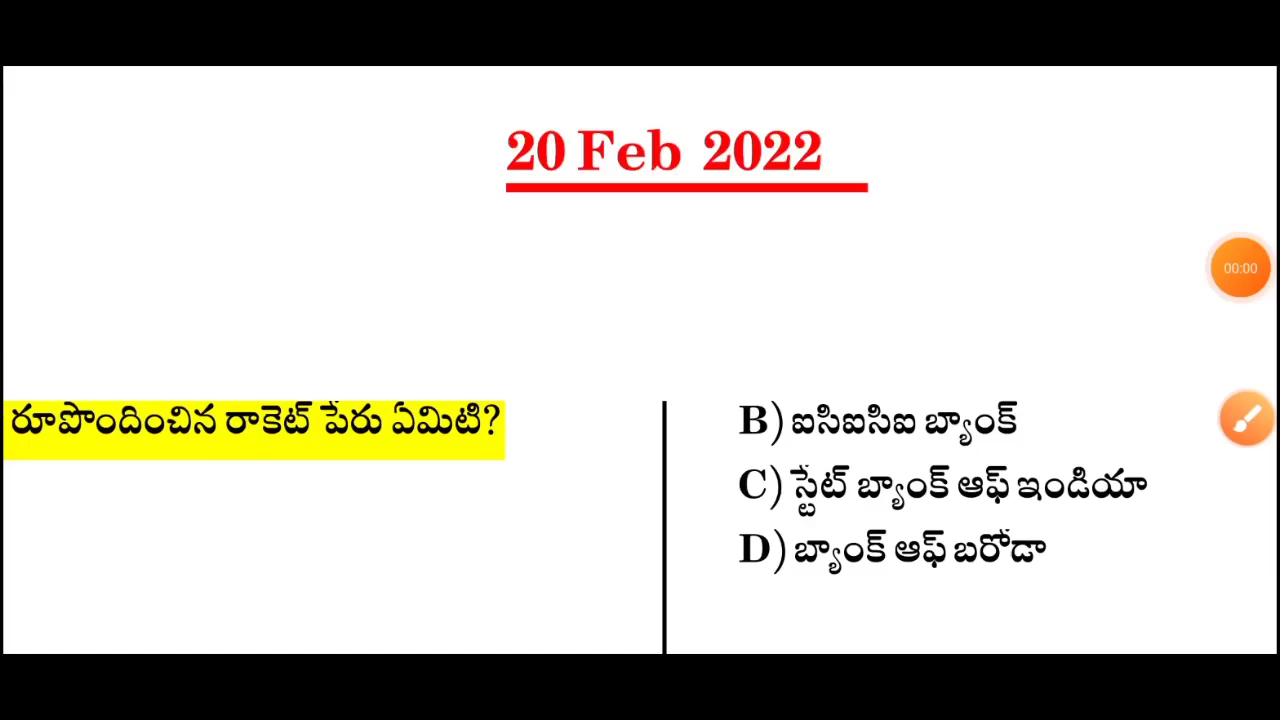 20 Feb 2022
00:00
రూపొందించిన రాకెట్ పేరు ఏమిటి?
B) ఐసిఐసిఐ బ్యాంక్
C) స్టేట్ బ్యాంక్ ఆఫ్ ఇండియా
D) బ్యాంక్ ఆఫ్ బరోడా